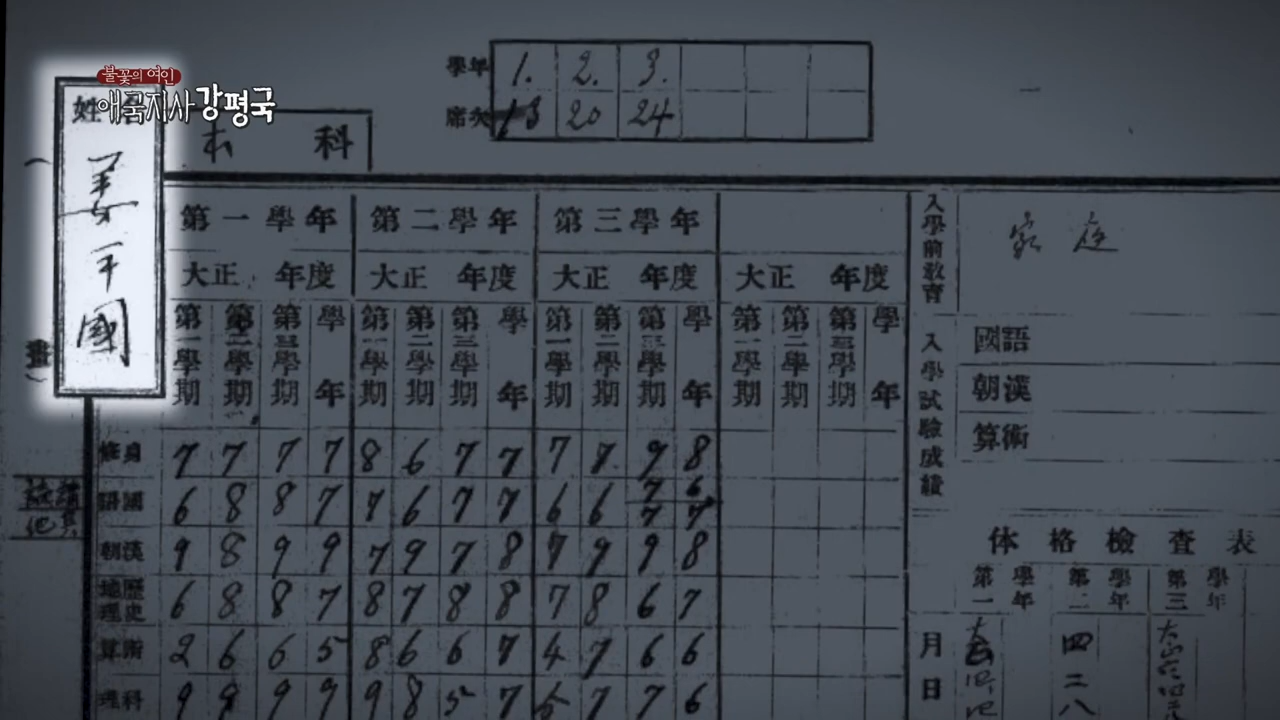 불꽃의 여인
애국지사 강평국
學年 1. 2. 3.
席欠 13 20 24
姓名
姜平國
本科
第一學年 第二學年 第三學年
大正 年度 大正 年度 大正 年度 大正 年度
第一學期 第二學期 第三學期 學年 第一學期 第二學期 第三學期 學年 第一學期 第二學期 第三學期 學年 第一學期 第二學期 第三學期 學年
修身 7 7 7 7 8 6 7 7 7 7 9 8
語國 6 8 8 7 7 6 7 7 6 6 7 6
7 7
朝漢 9 8 9 9 7 9 7 8 7 9 9 8
地理 歷史 6 8 8 7 8 7 8 8 7 8 6 7
算術 2 6 6 5 8 6 6 7 4 7 6 6
理科 9 9 9 9 9 8 5 7 6 7 7 6
入學前敎育
家庭
入學試驗成績
國語
朝漢
算術
体格檢查表
第一學年 第二學年 第三學年
月日
四二八